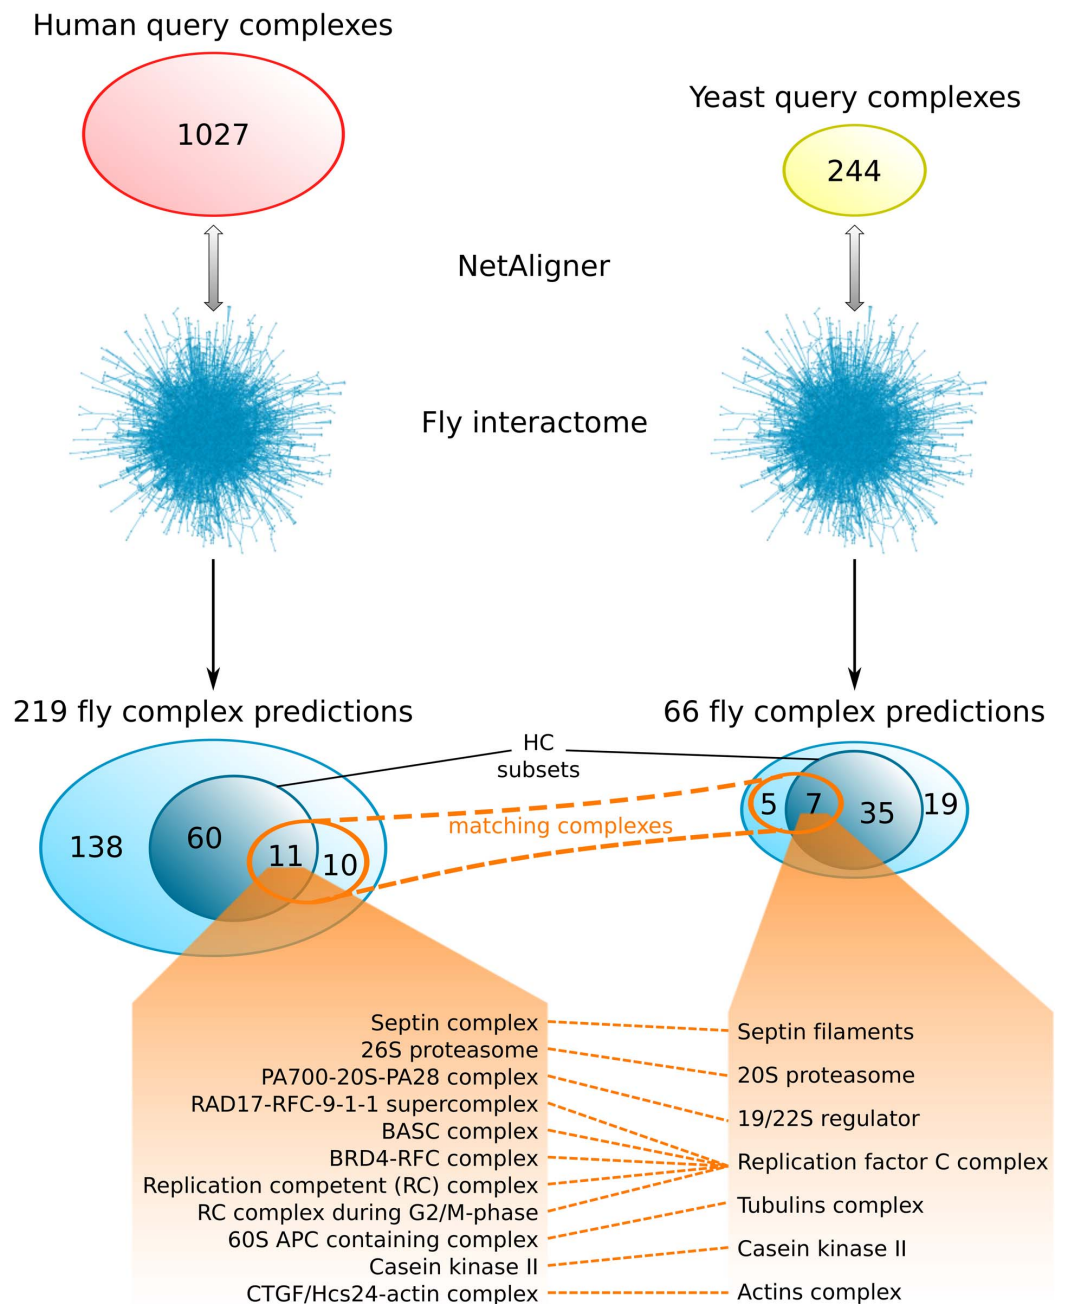 Human query complexes
1027
Yeast query complexes
244
NetAligner
Fly interactome
219 fly complex predictions
66 fly complex predictions
HC
subsets
matching complexes
138
60
11
10
5
7
35
19
Septin complex
26S proteasome
PA700-20S-PA28 complex
RAD17-RFC-9-1-1 supercomplex
BASC complex
BRD4-RFC complex
Replication competent (RC) complex
RC complex during G2/M-phase
60S APC containing complex
Casein kinase II
CTGF/Hcs24-actin complex
Septin filaments
20S proteasome
19/22S regulator
Replication factor C complex
Tubulins complex
Casein kinase II
Actins complex